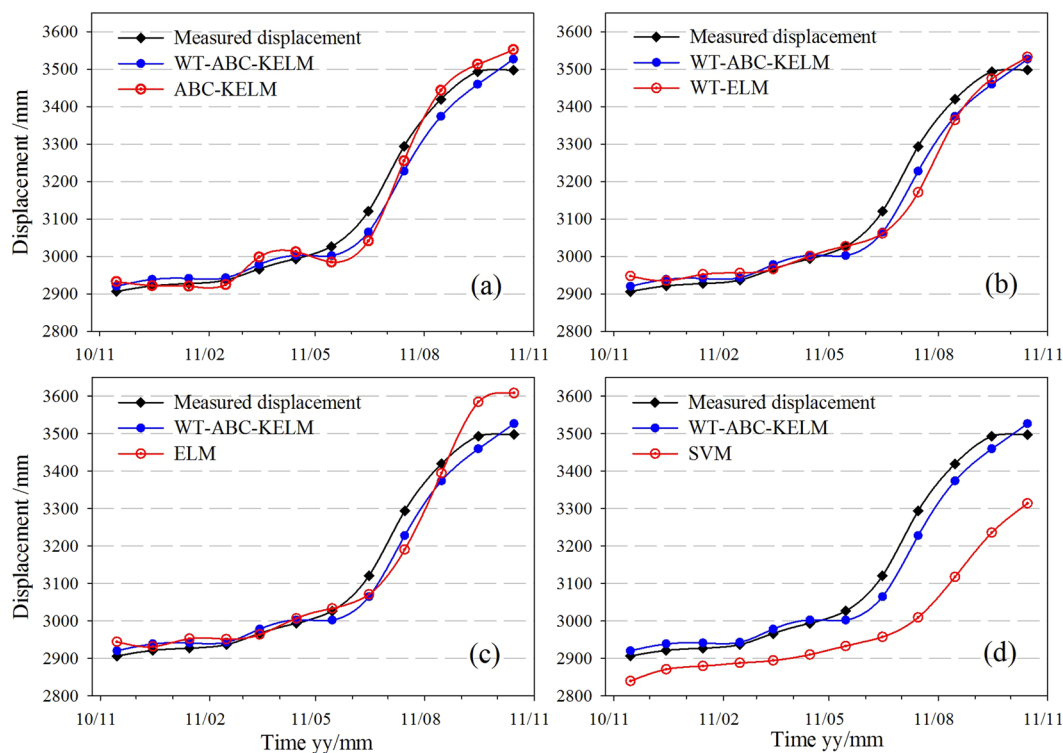 3600
3500
3400
3300
3200
3100
3000
2900
2800
Displacement /mm
Measured displacement
WT-ABC-KELM
ABC-KELM
(a)
10/11 11/02 11/05 11/08 11/11
3600
3500
3400
3300
3200
3100
3000
2900
2800
Measured displacement
WT-ABC-KELM
WT-ELM
(b)
10/11 11/02 11/05 11/08 11/11
3600
3500
3400
3300
3200
3100
3000
2900
2800
Displacement /mm
Measured displacement
WT-ABC-KELM
ELM
(c)
10/11 11/02 11/05 11/08 11/11
Time yy/mm
3600
3500
3400
3300
3200
3100
3000
2900
2800
Measured displacement
WT-ABC-KELM
SVM
(d)
10/11 11/02 11/05 11/08 11/11
Time yy/mm